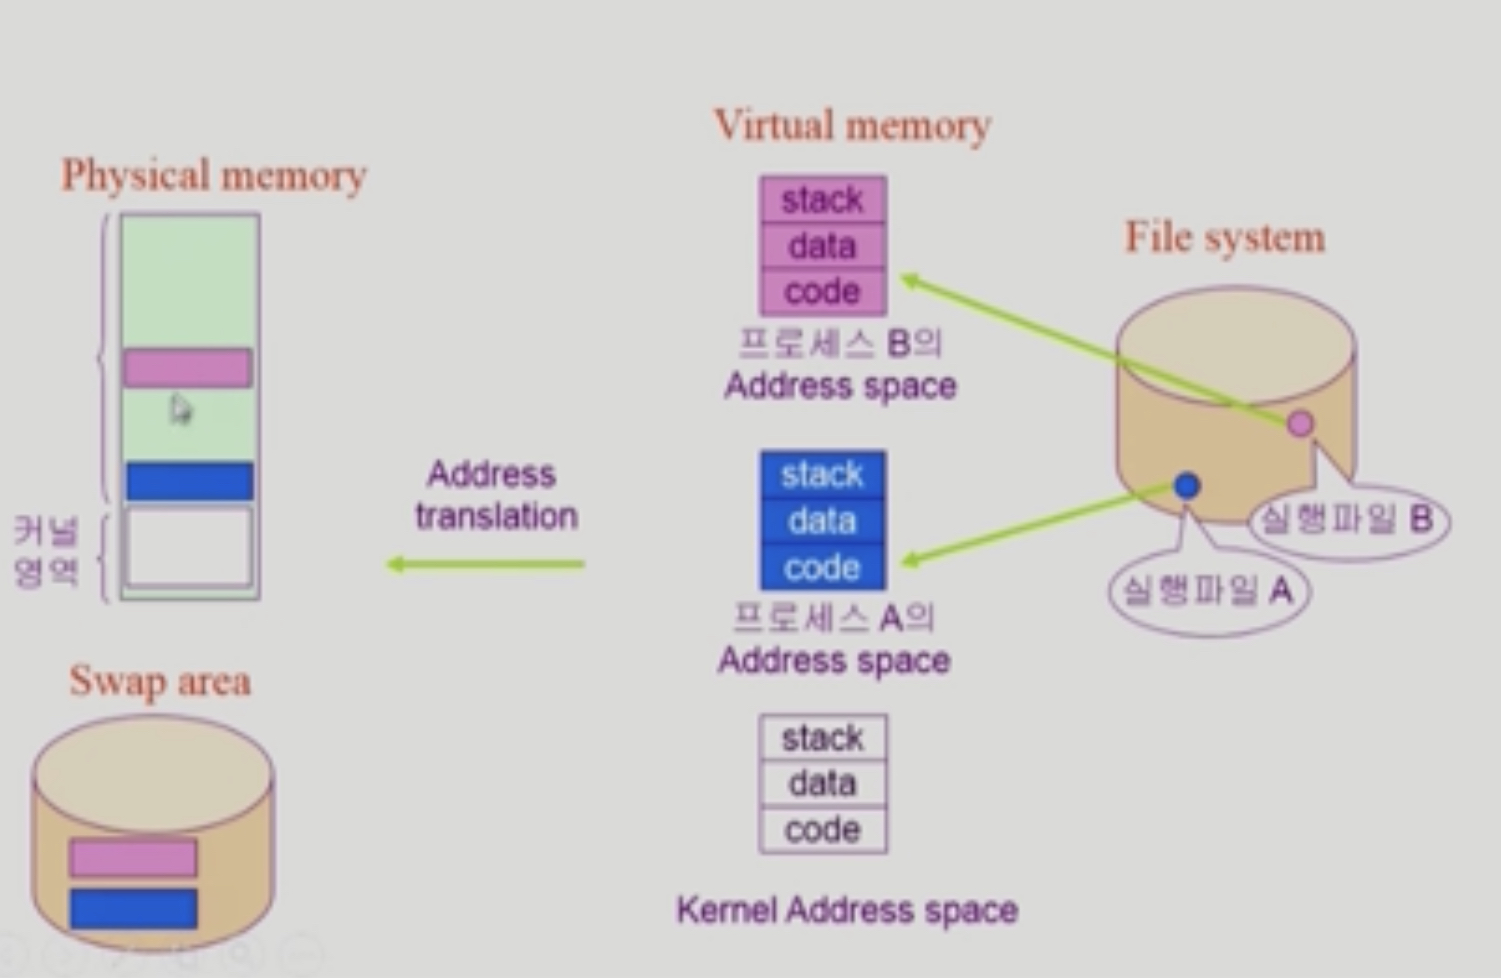 Virtual memory
Physical memory
stack
data
code
프로세스 B의
Address space
File system
실행파일 B
실행파일 A
Address
translation
stack
data
code
프로세스 A의
Address space
커널
영역
Swap area
stack
data
code
Kernel Address space